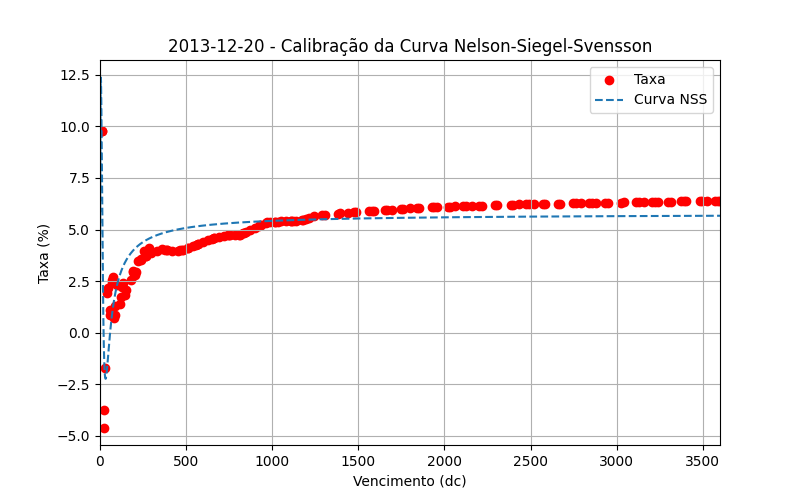 2013-12-20 - Calibração da Curva Nelson-Siegel-Svensson
Taxa
Curva NSS
Taxa (%)
12.5
10.0
7.5
5.0
2.5
0.0
−2.5
−5.0
0 500 1000 1500 2000 2500 3000 3500
Vencimento (dc)